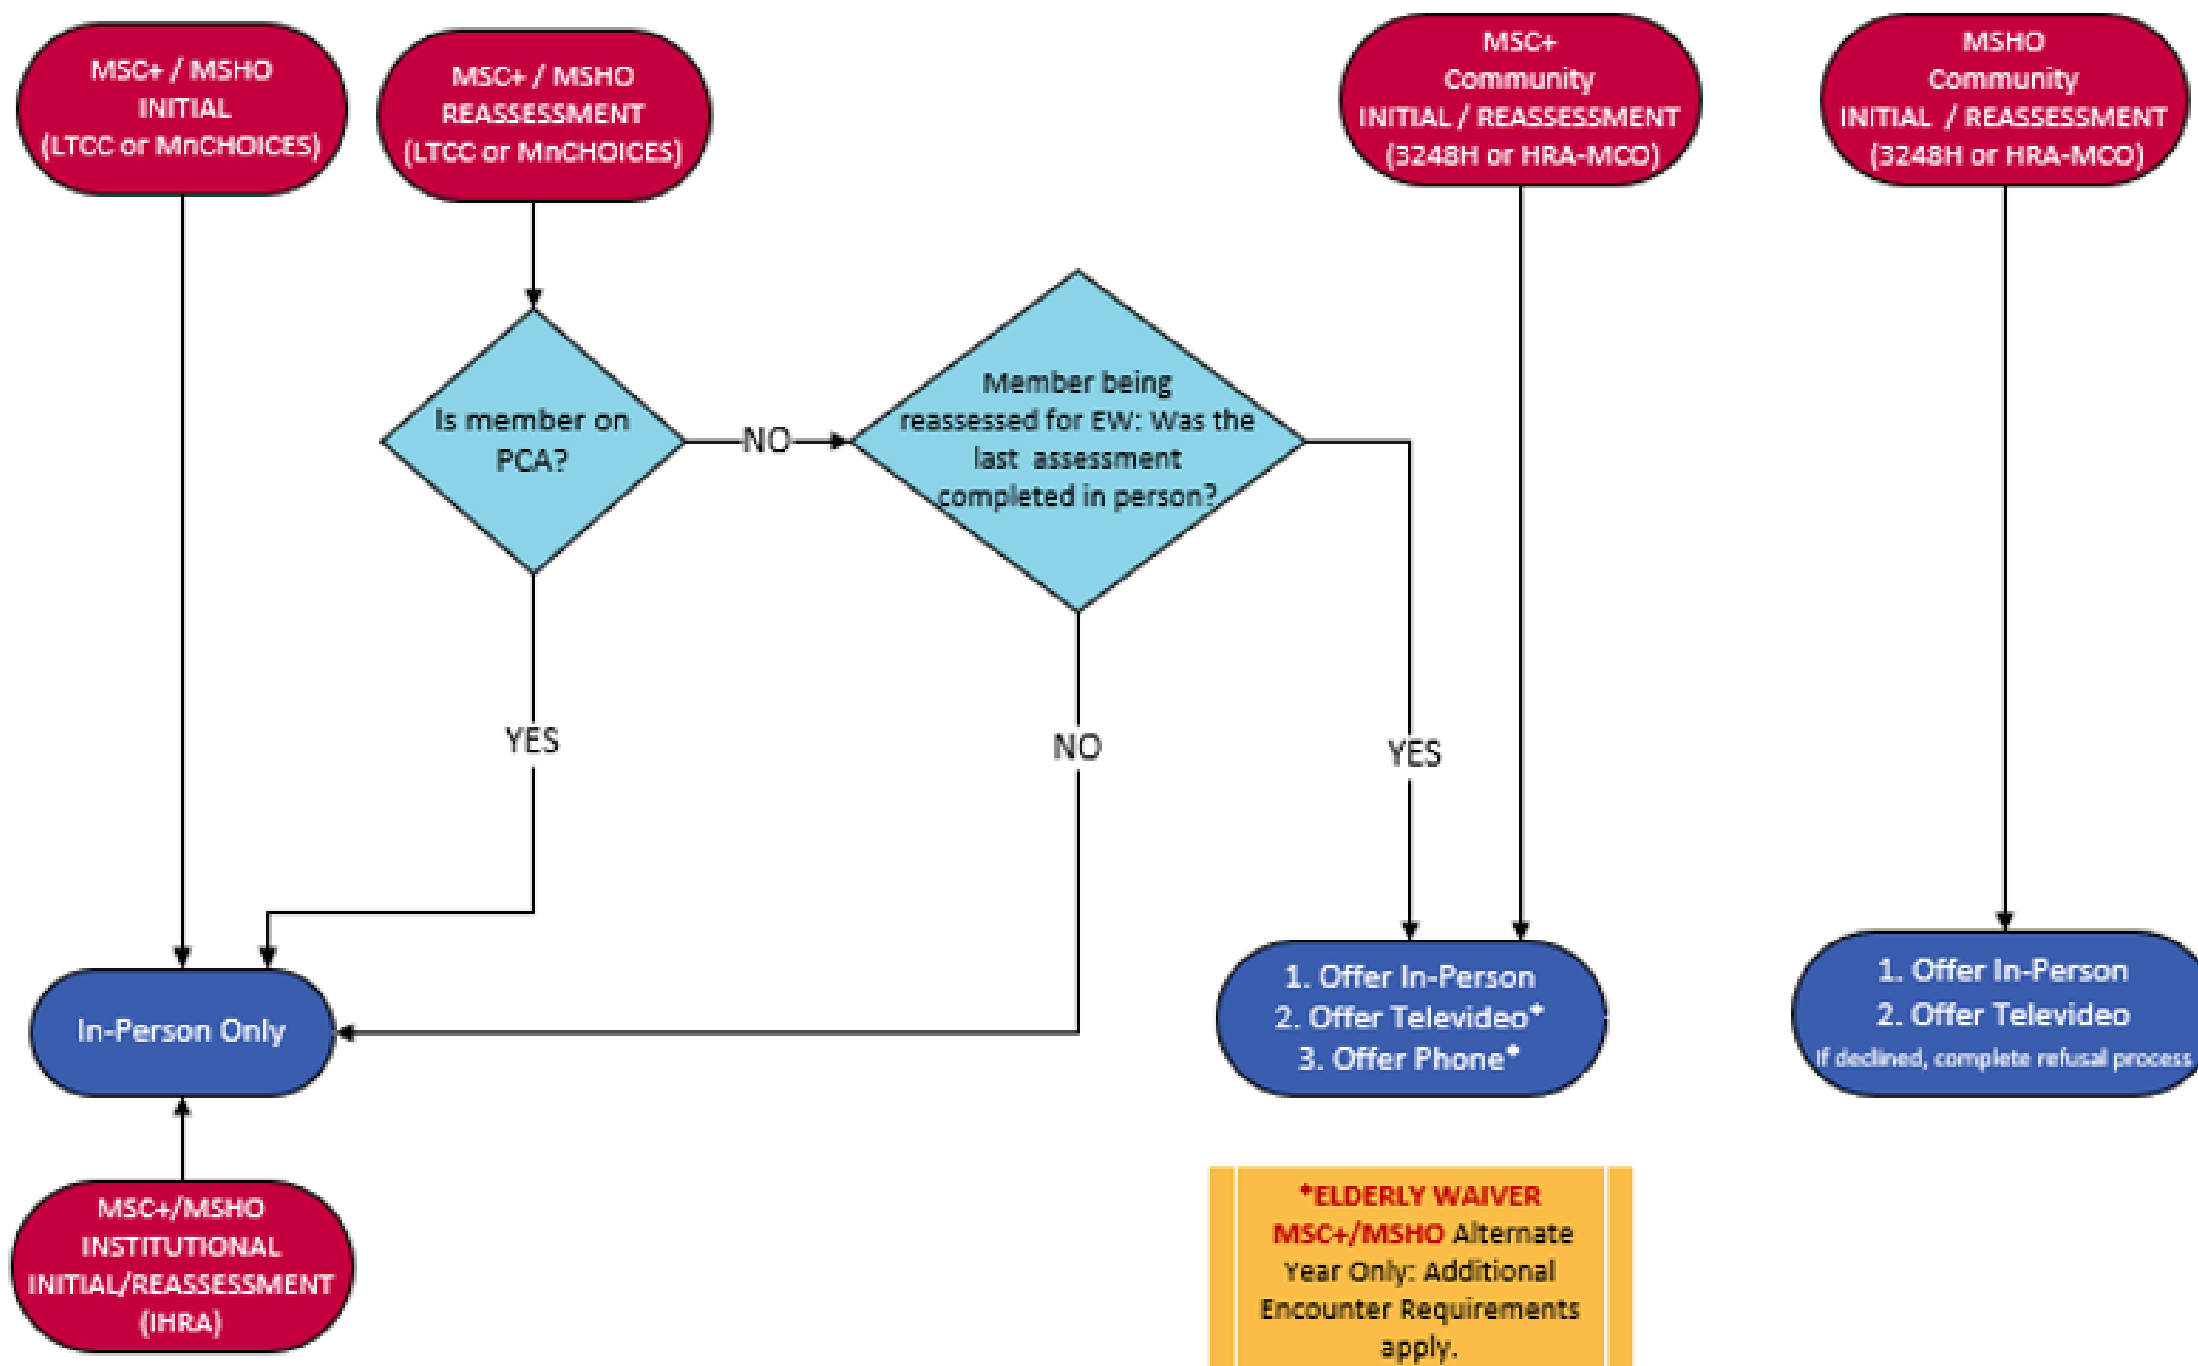 MSC+ / MSHO
INITIAL
(LTCC or MnCHOICES)
MSC+ / MSHO
REASSESSMENT
(LTCC or MnCHOICES)
MSC+
Community
INITIAL / REASSESSMENT
(3248H or HRA-MCO)
MSHO
Community
INITIAL / REASSESSMENT
(3248H or HRA-MCO)
Is member on
PCA?
NO
Member being
reassessed for EW: Was the
last assessment
completed in person?
YES
NO
YES
In-Person Only
1. Offer In-Person
2. Offer Televideo*
3. Offer Phone*
1. Offer In-Person
2. Offer Televideo
If declined, complete refusal process
MSC+/MSHO
INSTITUTIONAL
INITIAL/REASSESSMENT
(IHRA)
*ELDERLY WAIVER
MSC+/MSHO Alternate
Year Only: Additional
Encounter Requirements
apply.